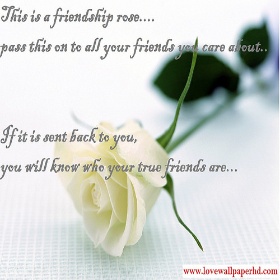 This is a friendship rose....
pass this on to all your friends you care about..
If it is sent back to you,
you will know who your true friends are...
www.lovewallpaperhd.com